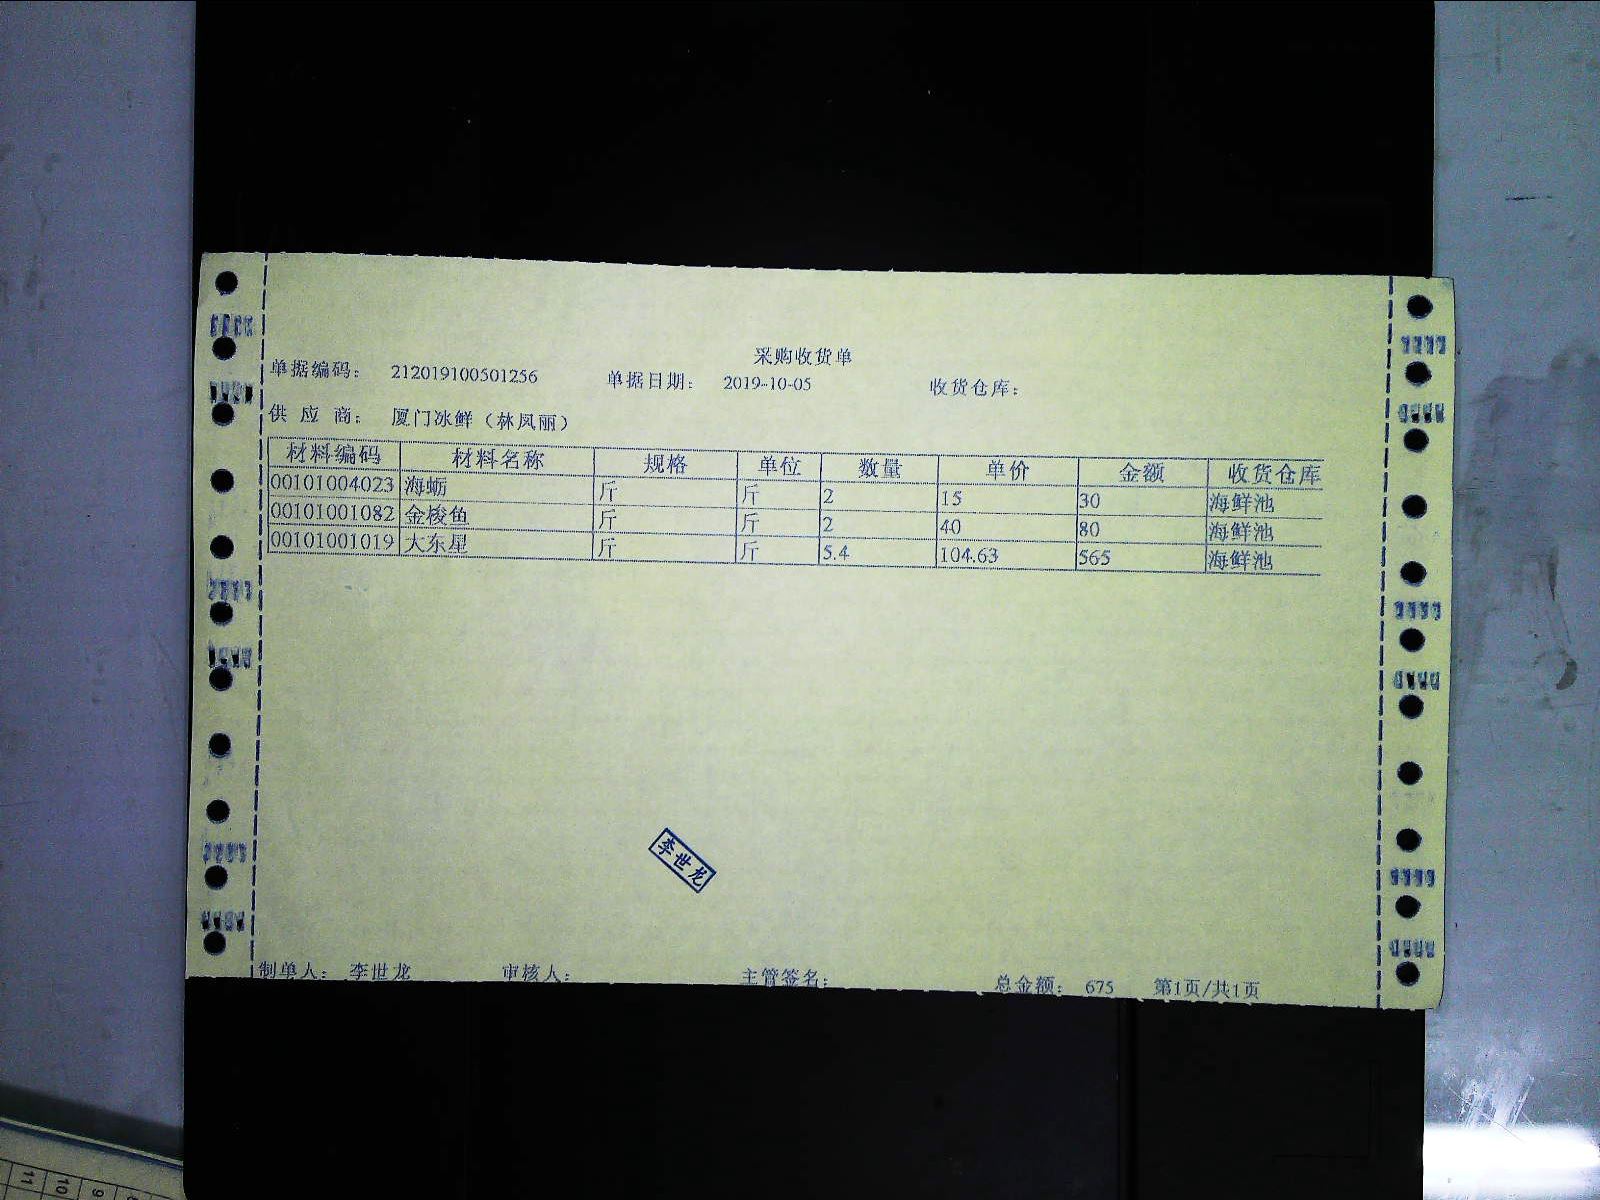 采购收货单
单据编码： 212019100501256 单据日期： 2019-10-05 收货仓库：
供 应 商： 厦门冰鲜（林凤丽）
材料编码 材料名称 规格 单位 数量 单价 金额 收货仓库
00101004023 海蛎 斤 斤 2 15 30 海鲜池
00101001082 金梭鱼 斤 斤 2 40 80 海鲜池
00101001019 大东星 斤 斤 5.4 104.63 565 海鲜池
李世龙
制单人： 李世龙 审核人： 主管签名： 总金额： 675 第1页/共1页
11
10
9